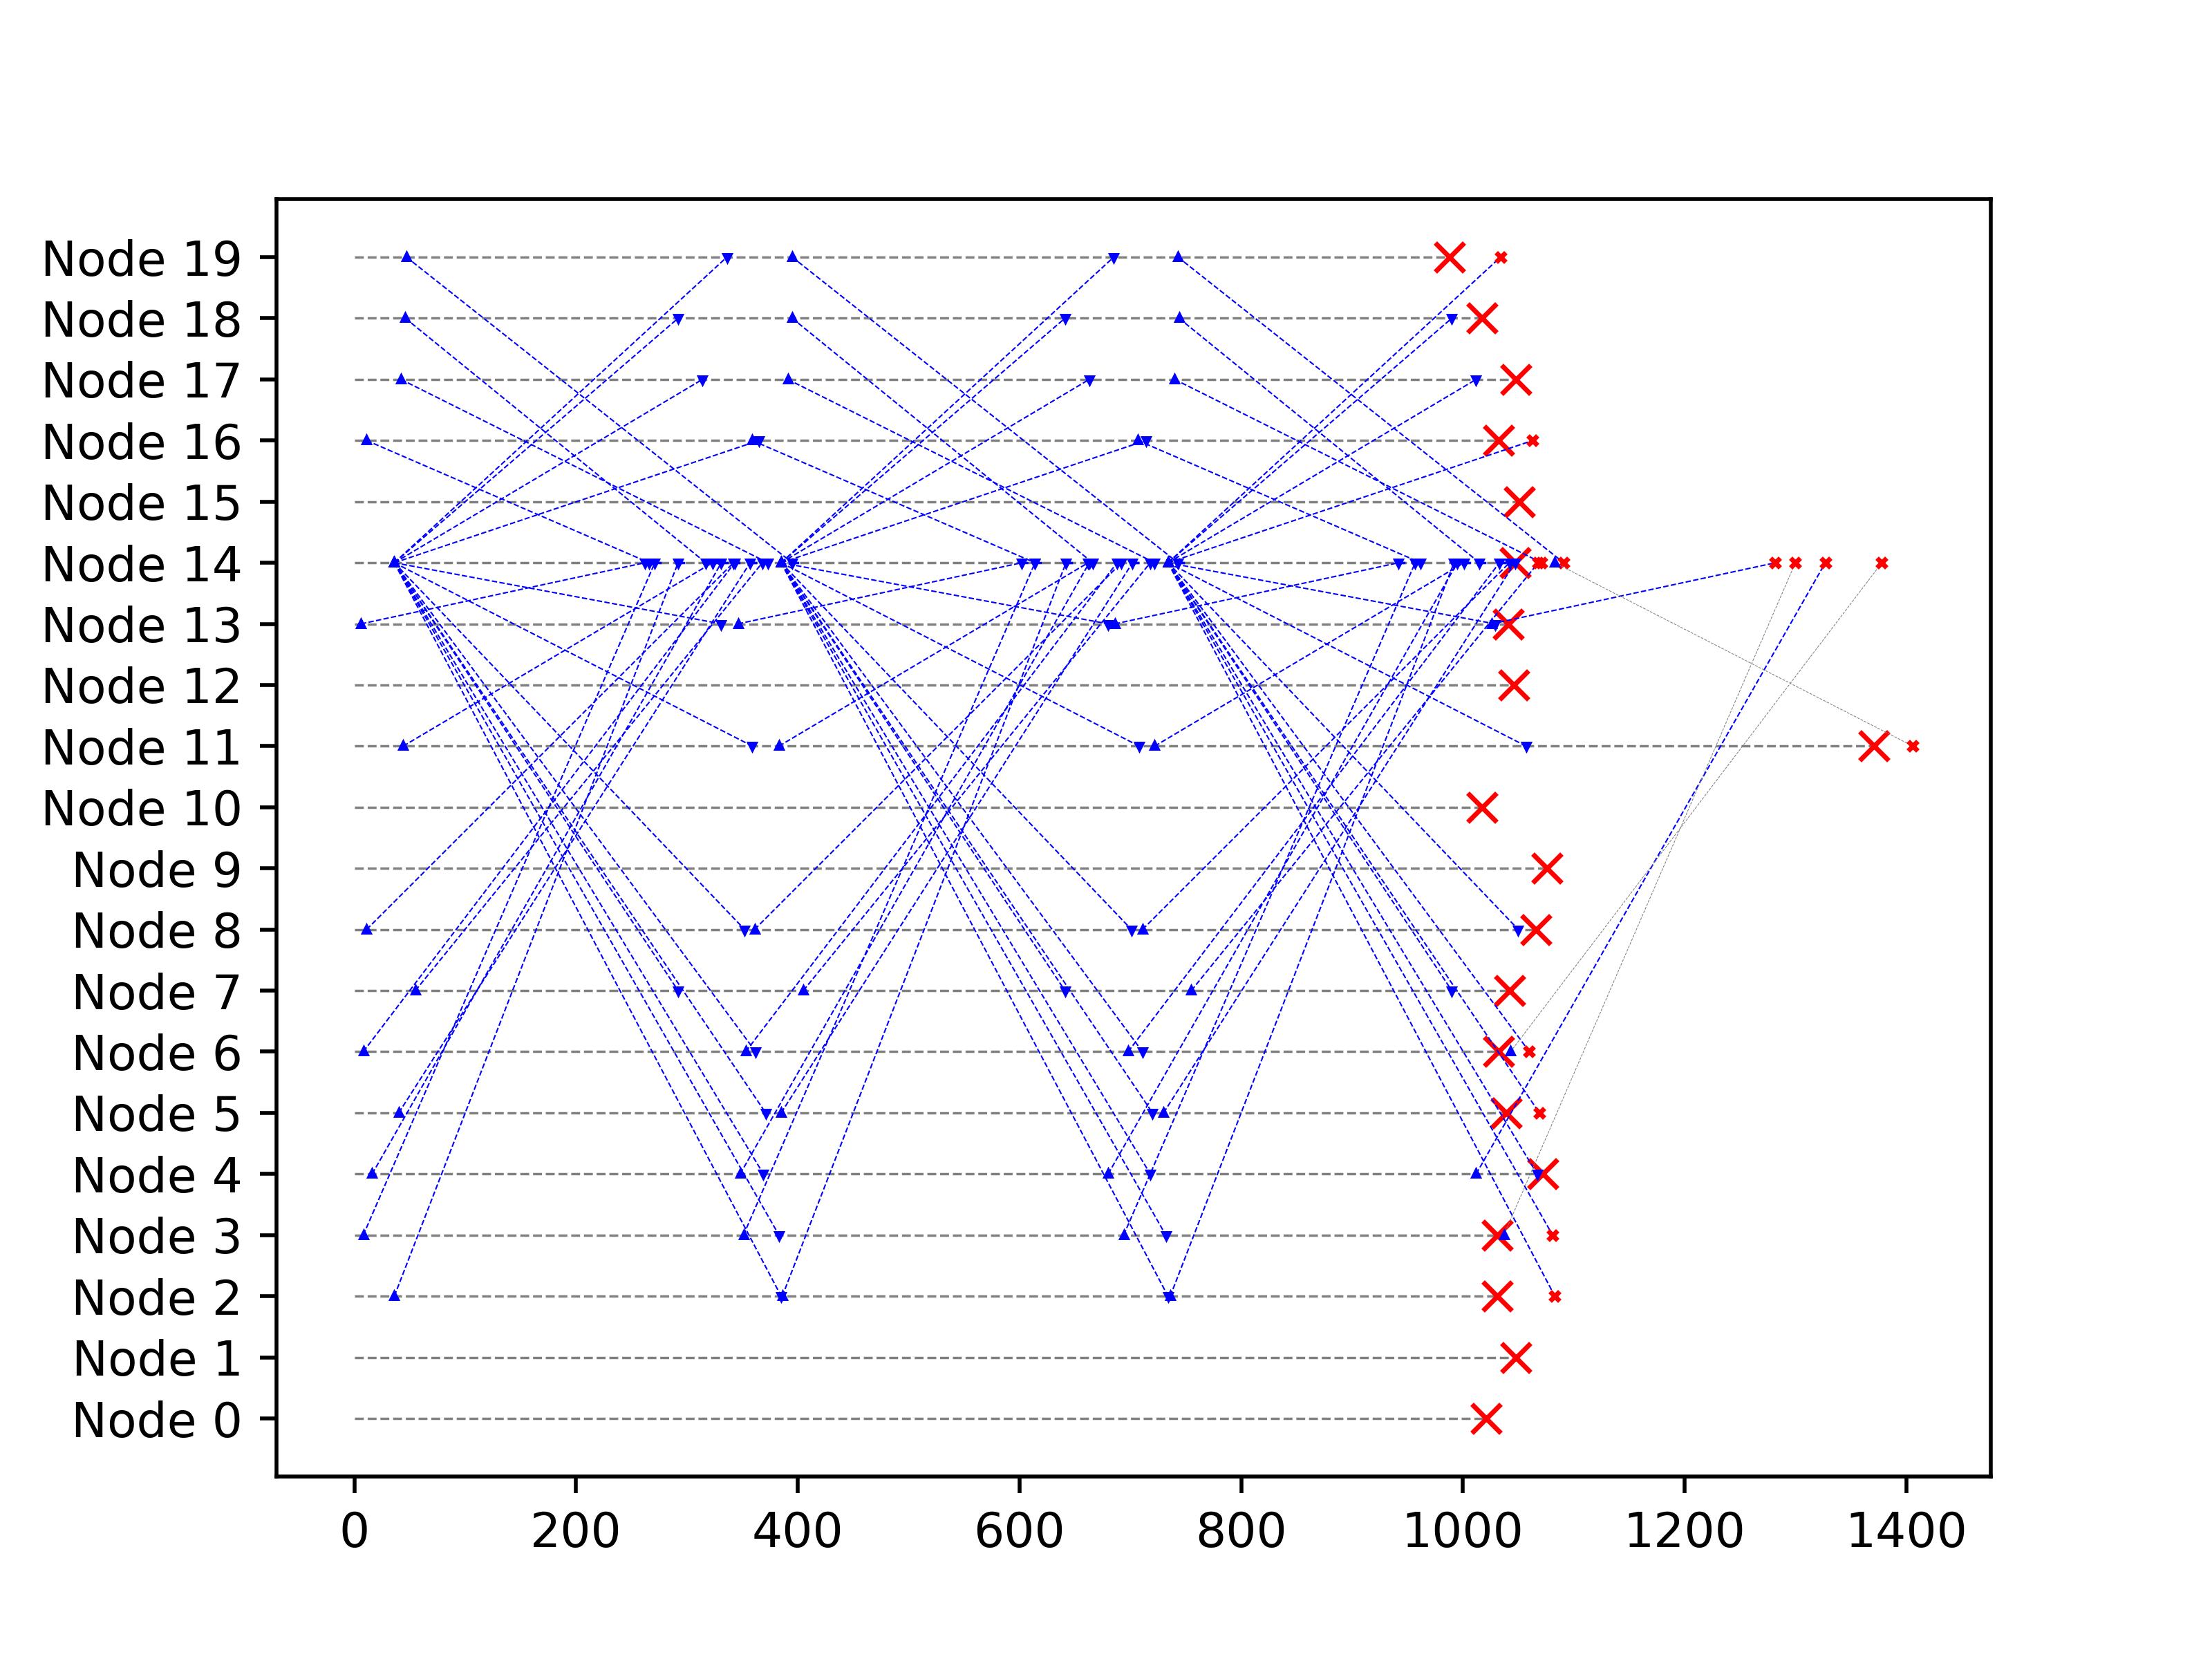 Node 19
Node 18
Node 17
Node 16
Node 15
Node 14
Node 13
Node 12
Node 11
Node 10
Node 9
Node 8
Node 7
Node 6
Node 5
Node 4
Node 3
Node 2
Node 1
Node 0
0 200 400 600 800 1000 1200 1400